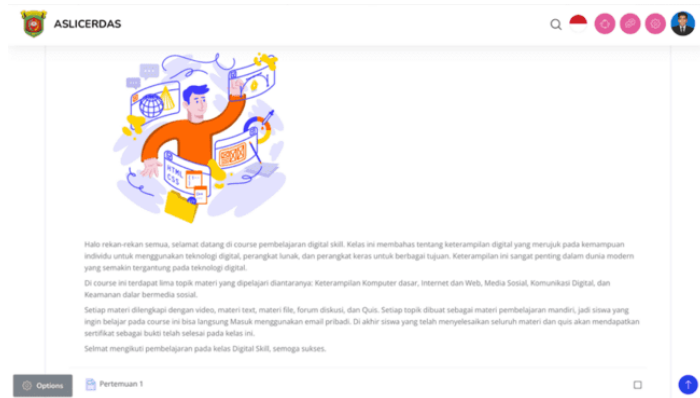 ASLICERDAS
HTML
CSS
Halo rekan-rekan semua, selamat datang di course pembelajaran digital skill. Kelas ini membahas tentang keterampilan digital yang merujuk pada kemampuan
individu untuk menggunakan teknologi digital, perangkat lunak, dan perangkat keras untuk berbagai tujuan. Keterampilan ini sangat penting dalam dunia modern
yang semakin tergantung pada teknologi digital.
Di course ini terdapat lima topik materi yang dipelajari diantaranya: Keterampilan Komputer dasar, Internet dan Web, Media Sosial, Komunikasi Digital, dan
Keamanan dalar bermedia sosial.
Setiap materi dilengkapi dengan video, materi text, materi file, forum diskusi, dan Quis. Setiap topik dibuat sebagai materi pembelajaran mandiri, jadi siswa yang
ingin belajar pada course ini bisa langsung Masuk menggunakan email pribadi. Di akhir siswa yang telah menyelesaikan seluruh materi dan quis akan mendapatkan
sertifikat sebagai bukti telah selesai pada kelas ini.
Selmat mengikuti pembelajaran pada kelas Digital Skill, semoga sukses.
Options
Pertemuan 1